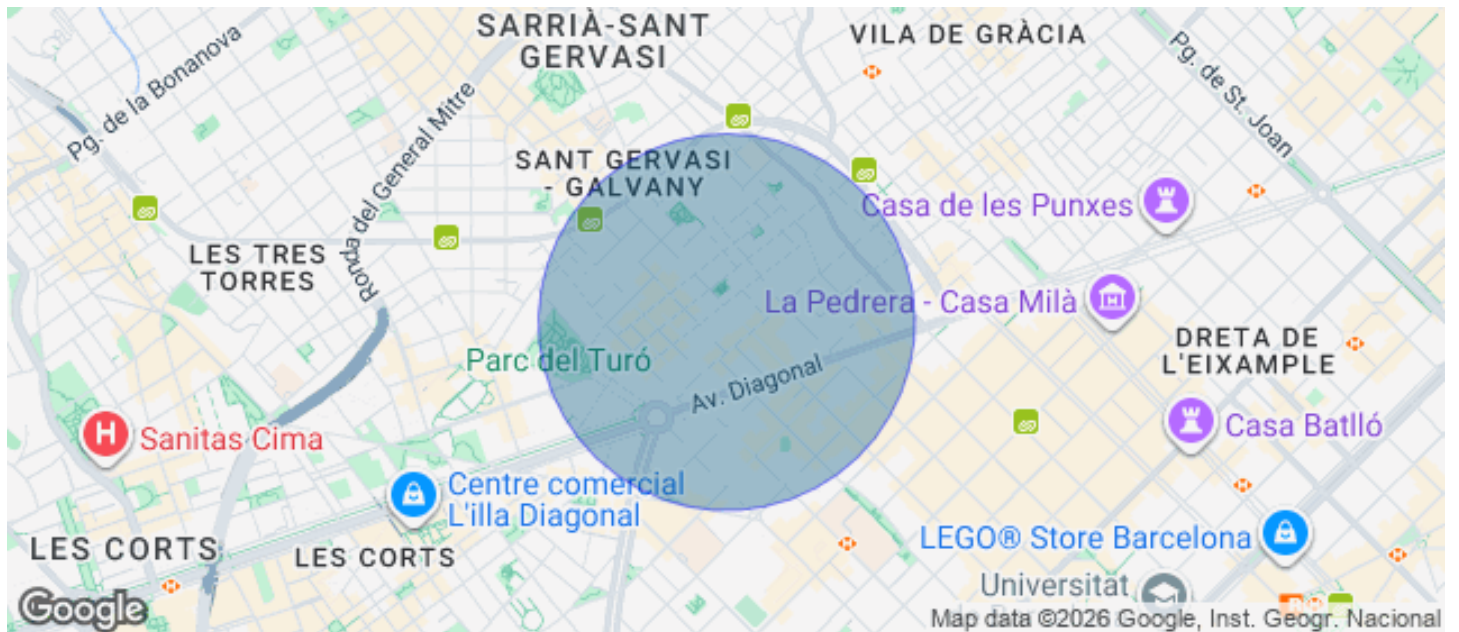 SARRIÀ-SANT
GERVASI
VILA DE GRÀCIA
Pg. de la Bonanova
Pg. de St. Joan
Ronda del General Mitre
SANT GERVASI
- GALVANY
Casa de les Punxes
LES TRES
TORRES
La Pedrera - Casa Milà
DRETA DE
L'EIXAMPLE
Parc del Turó
Av. Diagonal
H
Sanitas Cima
Casa Batlló
Centre comercial
L'illa Diagonal
LES CORTS
LES CORTS
LEGO® Store Barcelona
Universitat
Google
Map data ©2026 Google, Inst. Geogr. Nacional